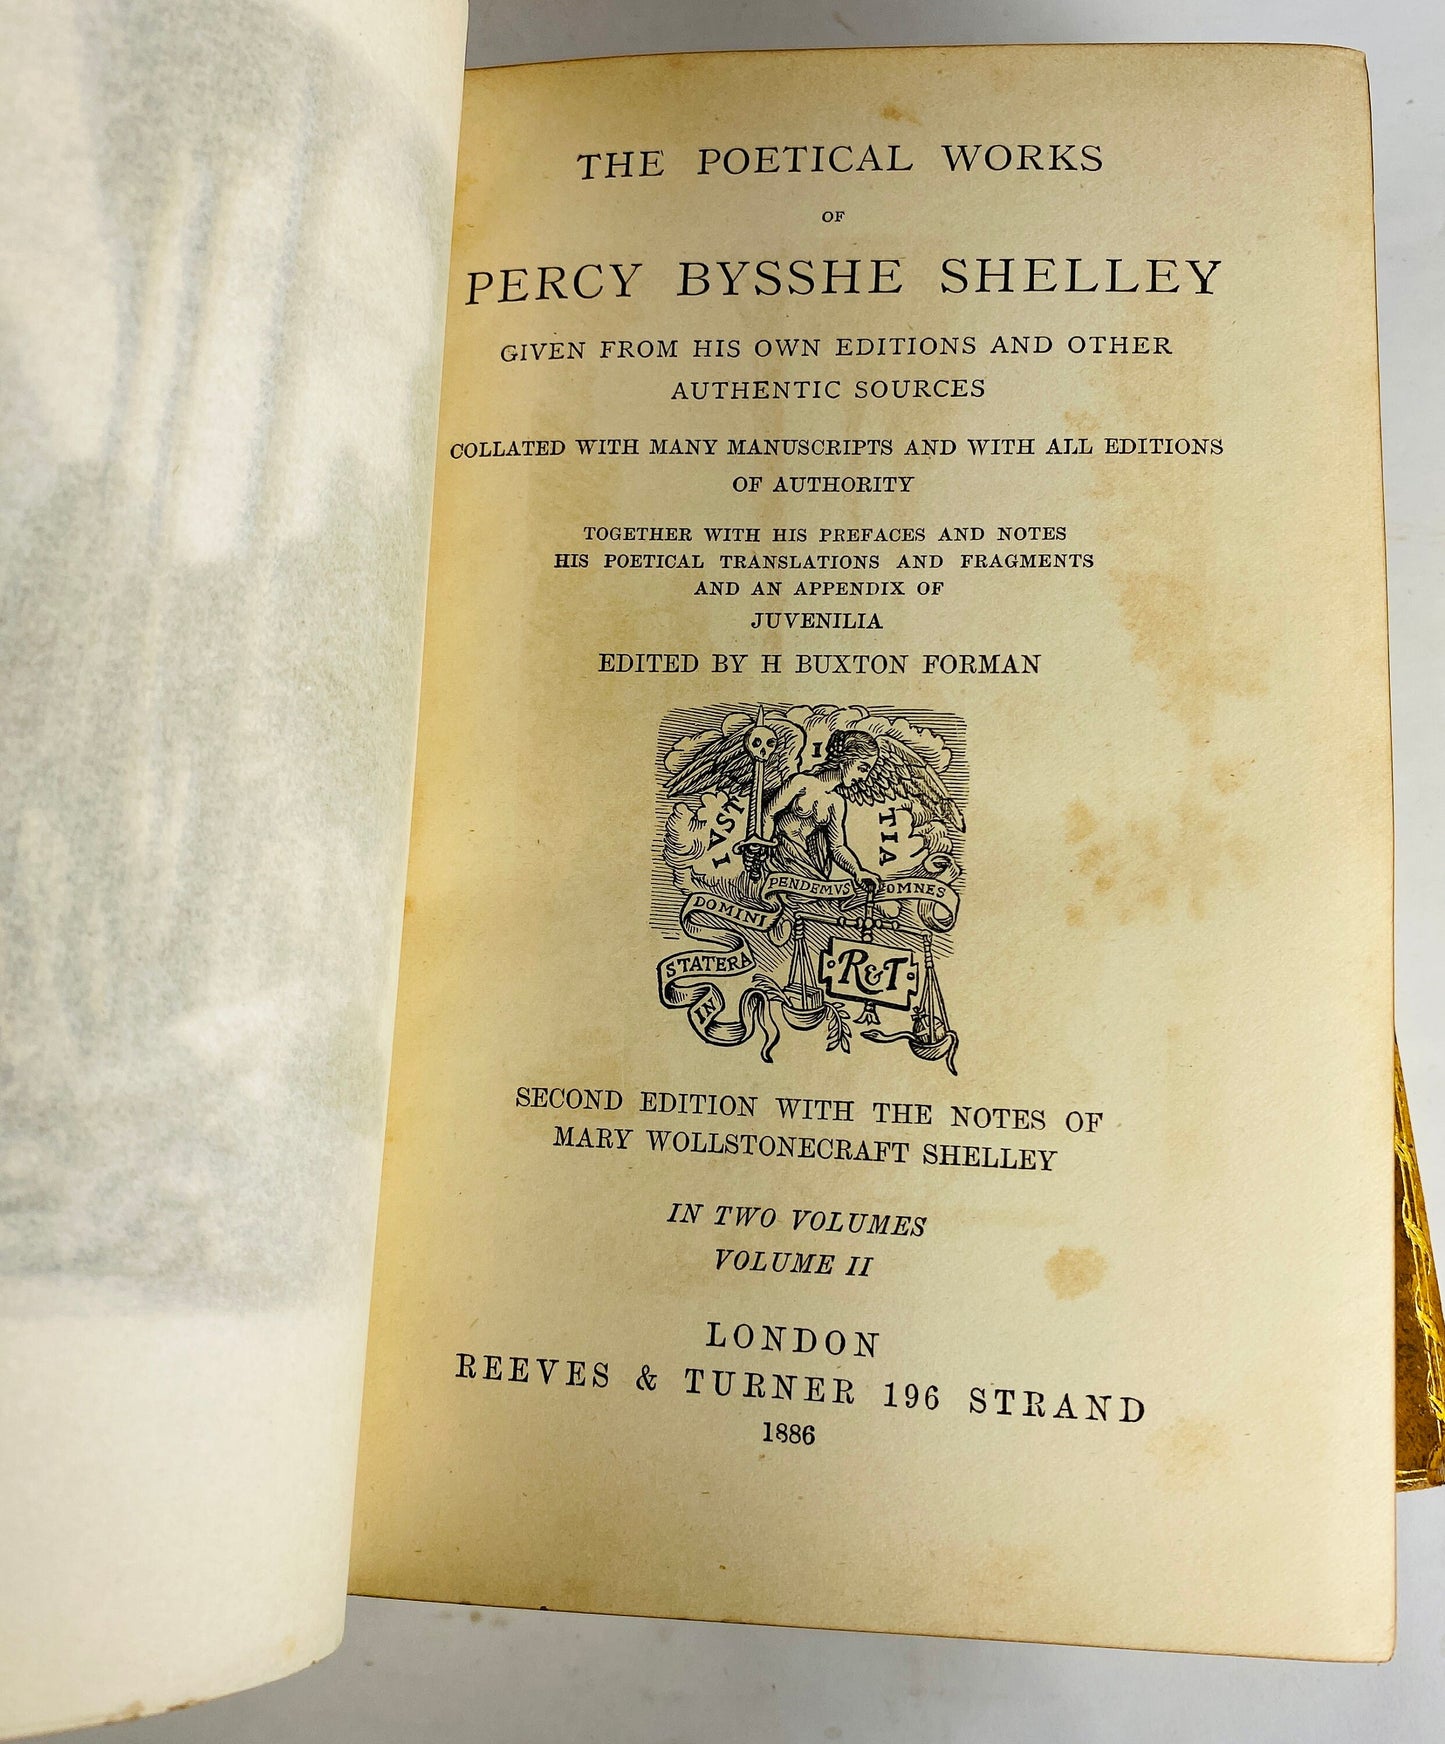 THE POETICAL WORKS
OF
PERCY BYSSHE SHELLEY
GIVEN FROM HIS OWN EDITIONS AND OTHER
AUTHENTIC SOURCES
COLLATED WITH MANY MANUSCRIPTS AND WITH ALL EDITIONS
OF AUTHORITY
TOGETHER WITH HIS PREFACES AND NOTES
HIS POETICAL TRANSLATIONS AND FRAGMENTS
AND AN APPENDIX OF
JUVENILIA
EDITED BY H BUXTON FORMAN
IVSTITIA
IN STATERA DOMINI PENDEMVS OMNES
R&T
SECOND EDITION WITH THE NOTES OF
MARY WOLLSTONECRAFT SHELLEY
IN TWO VOLUMES
VOLUME II
LONDON
REEVES & TURNER 196 STRAND
1886